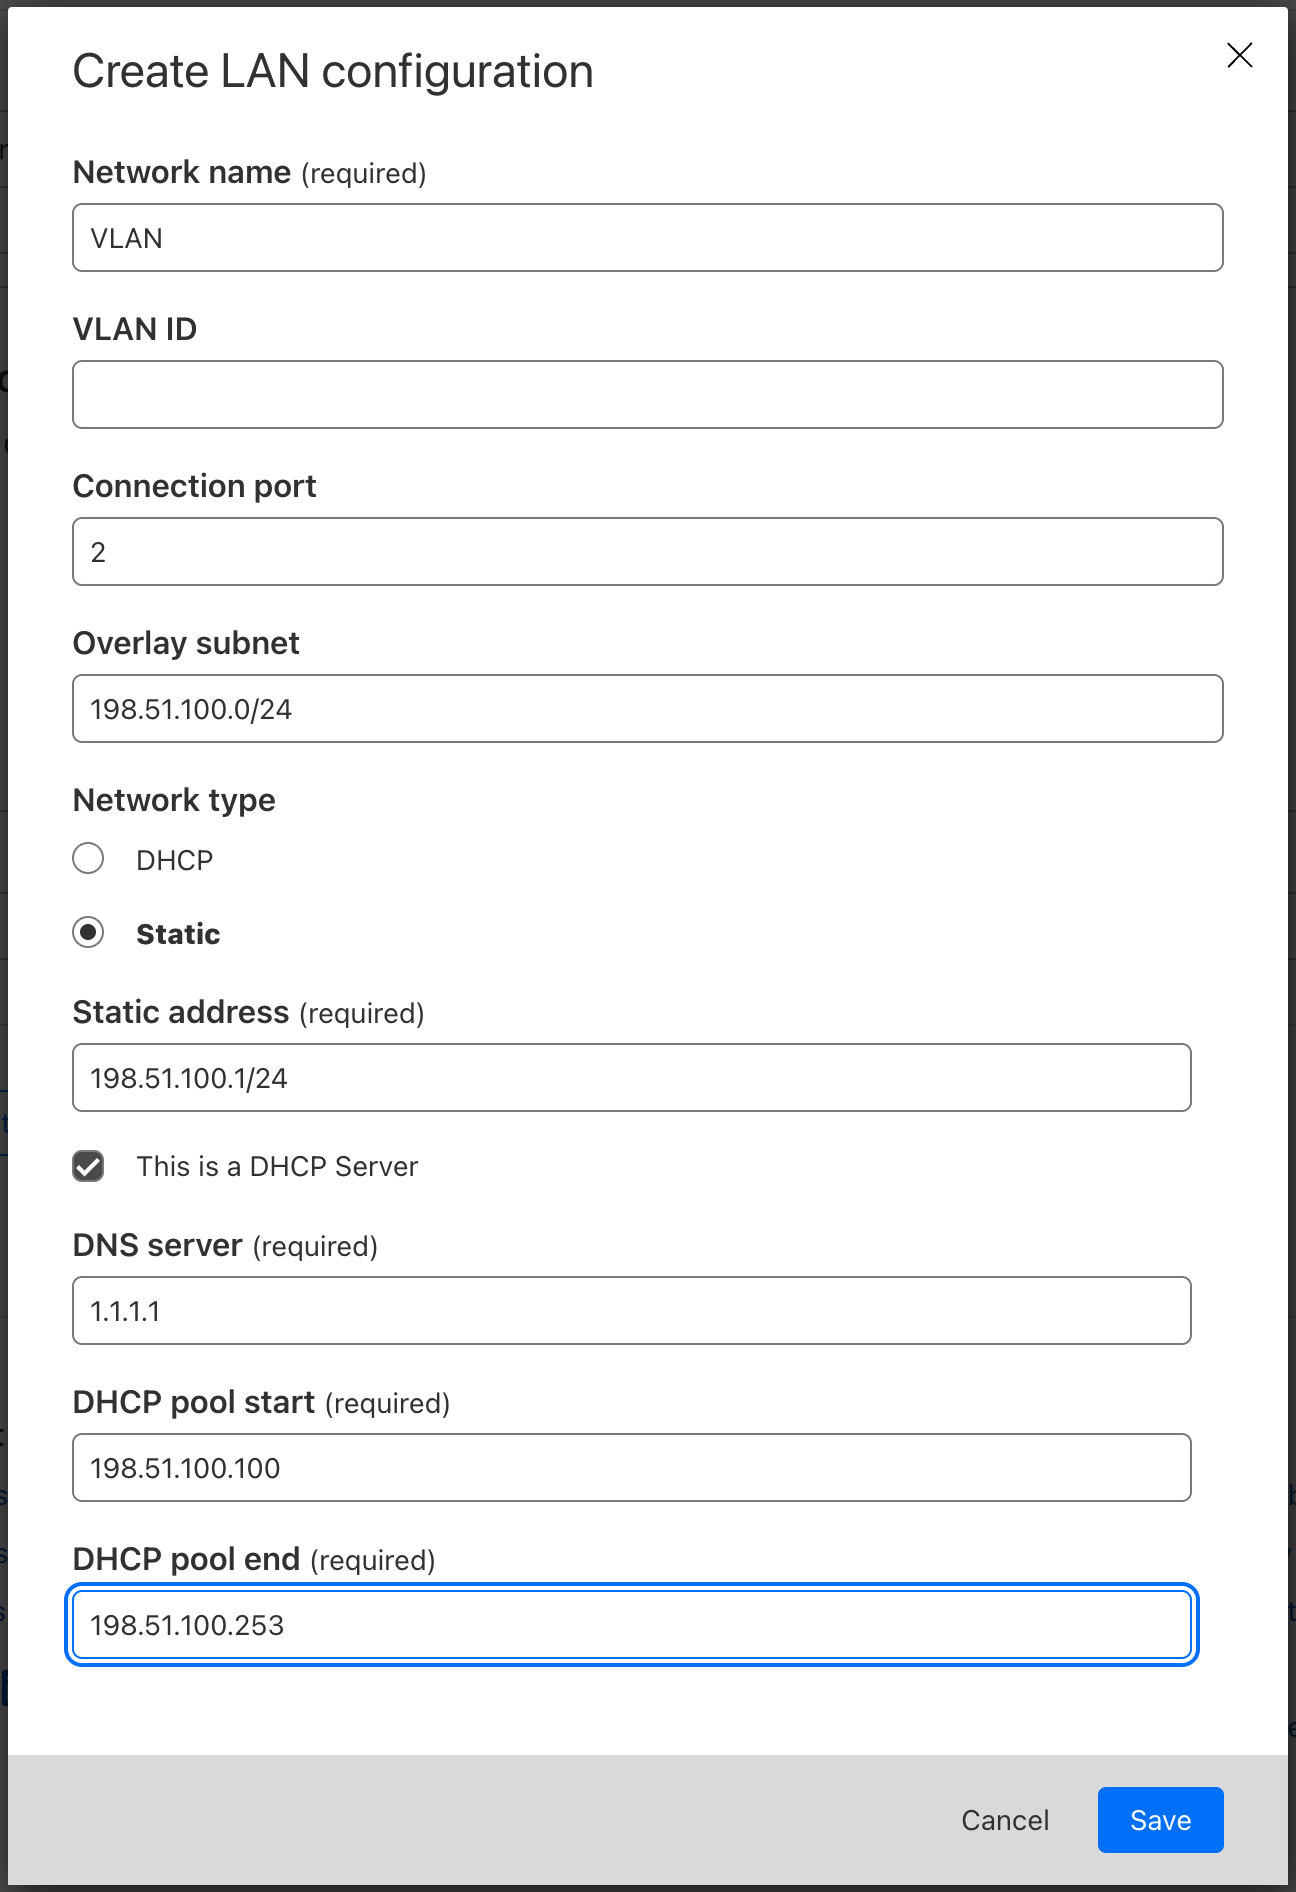 Create LAN configuration
Network name (required)
VLAN
VLAN ID
Connection port
2
Overlay subnet
198.51.100.0/24
Network type
DHCP
Static
Static address (required)
198.51.100.1/24
This is a DHCP Server
DNS server (required)
1.1.1.1
DHCP pool start (required)
198.51.100.100
DHCP pool end (required)
198.51.100.253
Cancel
Save